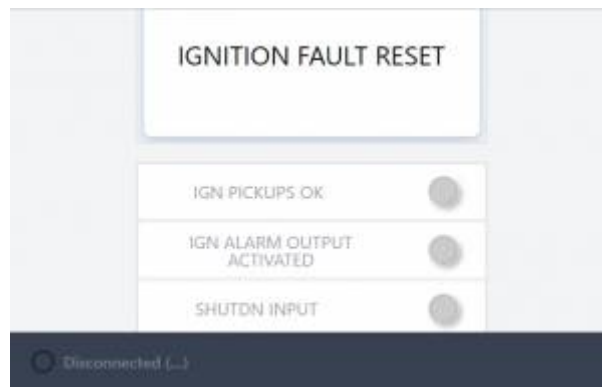 IGNITION FAULT RESET
IGN PICKUPS OK
IGN ALARM OUTPUT
ACTIVATED
SHUTDN INPUT
Disconnected (...)